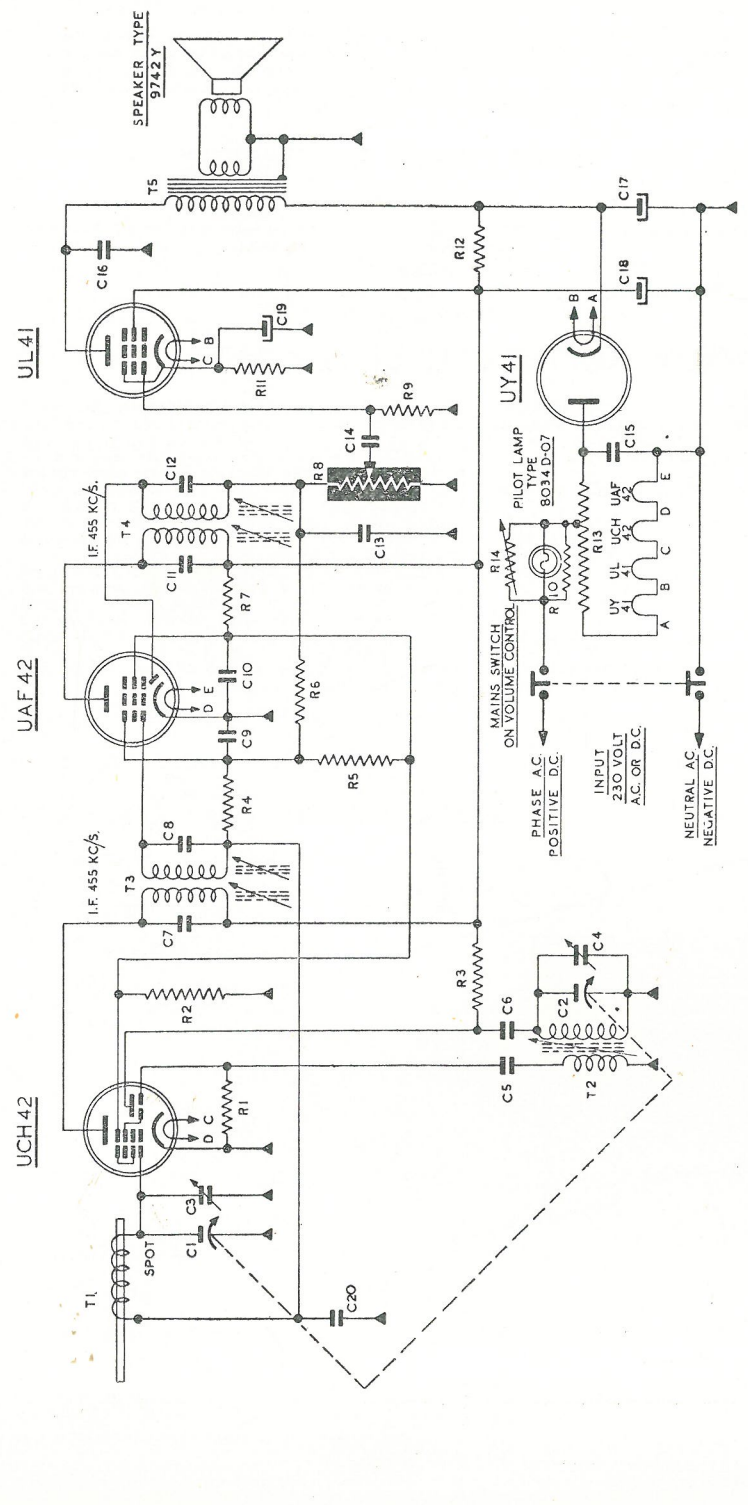 UCH42
UAF42
UL41
SPEAKER TYPE
9742Y
I.F. 455 KC/S.
I.F. 455 KC/S.
T1.
SPOT
C1
C3
D
C
R1
R2
C7
T3
C8
R4
C9
D
E
C10
R7
C11
T4
C12
C
B
R11
C19
C16
T5
C20
R5
R6
C13
R8
C14
R9
R12
R3
C5
C6
T2
C2
C4
MAINS SWITCH
ON VOLUME CONTROL
R14
PILOT LAMP
TYPE
8034D-07
UY41
B
A
C18
C17
PHASE A.C.
POSITIVE D.C.
R10
R13
C15
INPUT
230 VOLT
A.C. OR D.C.
UY
41
UL
41
UCH
42
UAF
42
A
B
C
D
E
NEUTRAL AC
NEGATIVE D.C.